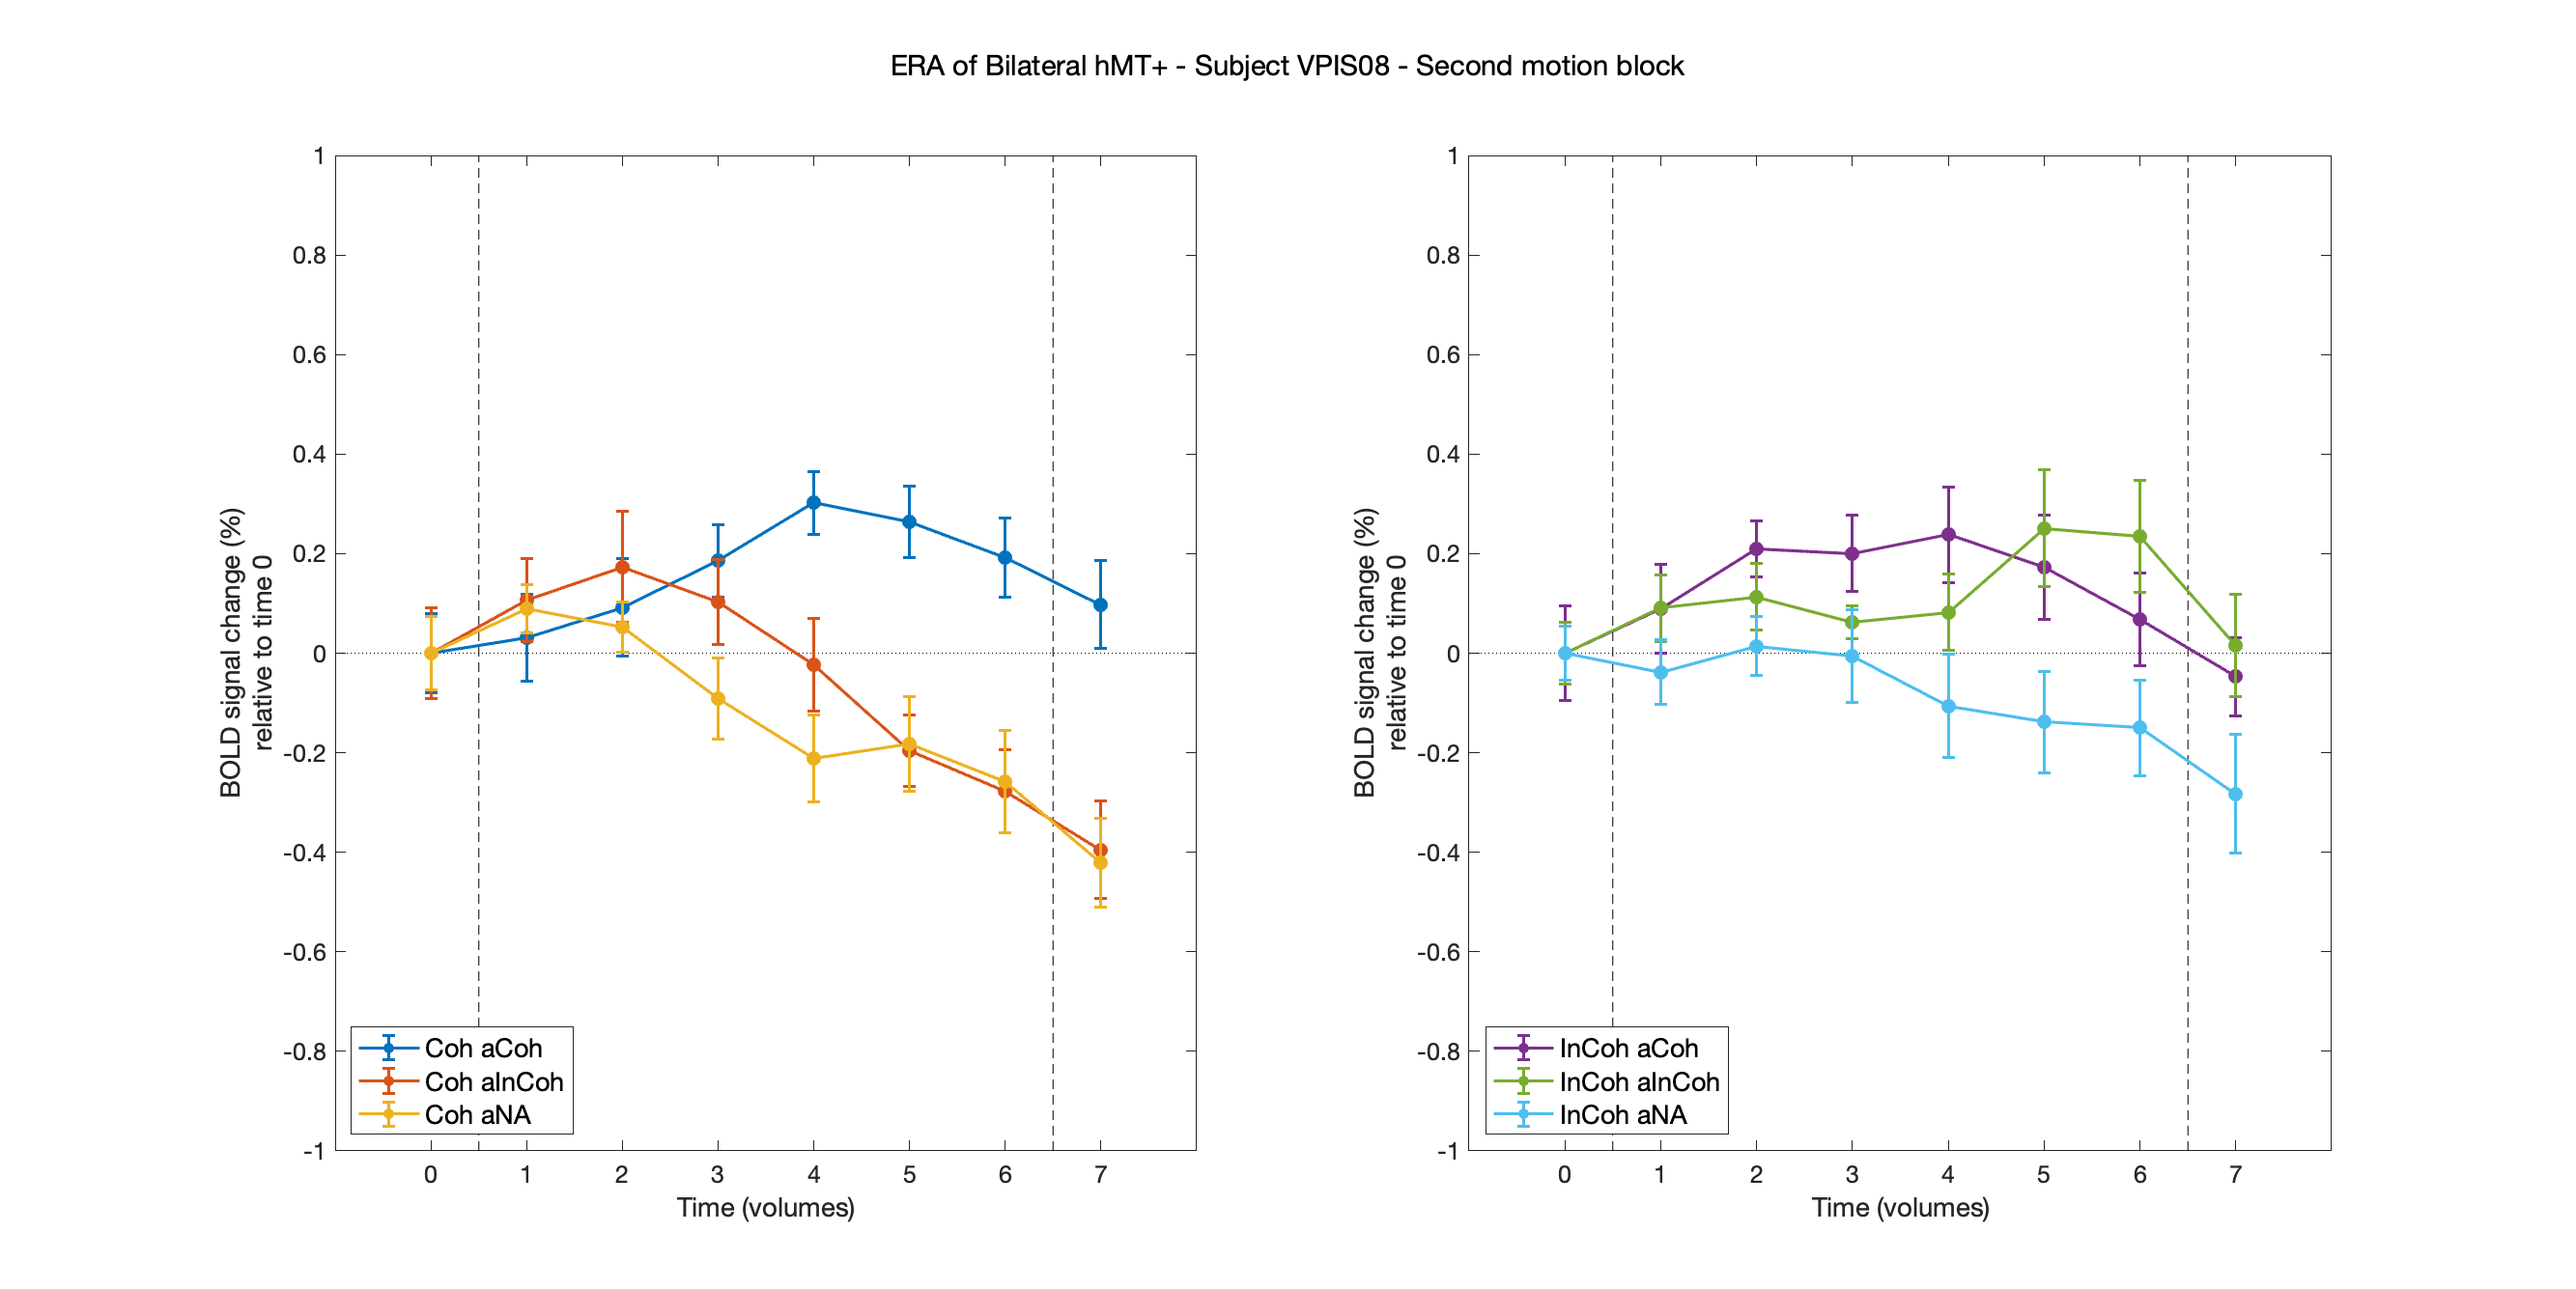 ERA of Bilateral hMT+ - Subject VPIS08 - Second motion block
BOLD signal change (%)
relative to time 0
1
0.8
0.6
0.4
0.2
0
-0.2
-0.4
-0.6
-0.8
-1
Coh aCoh
Coh aInCoh
Coh aNA
0 1 2 3 4 5 6 7
Time (volumes)
BOLD signal change (%)
relative to time 0
1
0.8
0.6
0.4
0.2
0
-0.2
-0.4
-0.6
-0.8
-1
InCoh aCoh
InCoh aInCoh
InCoh aNA
0 1 2 3 4 5 6 7
Time (volumes)